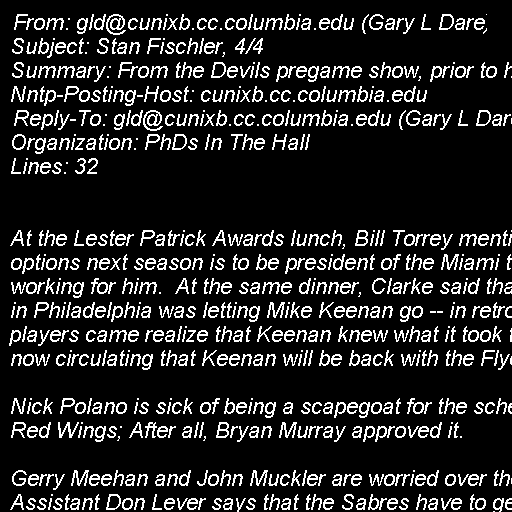 From: gld@cunixb.cc.columbia.edu (Gary L Dare)
Subject: Stan Fischler, 4/4
Summary: From the Devils pregame show, prior to h
Nntp-Posting-Host: cunixb.cc.columbia.edu
Reply-To: gld@cunixb.cc.columbia.edu (Gary L Dar
Organization: PhDs In The Hall
Lines: 32
At the Lester Patrick Awards lunch, Bill Torrey menti
options next season is to be president of the Miami t
working for him.  At the same dinner, Clarke said tha
in Philadelphia was letting Mike Keenan go -- in retro
players came realize that Keenan knew what it took t
now circulating that Keenan will be back with the Flye
Nick Polano is sick of being a scapegoat for the sche
Red Wings; After all, Bryan Murray approved it.
Gerry Meehan and John Muckler are worried over the
Assistant Don Lever says that the Sabres have to ge